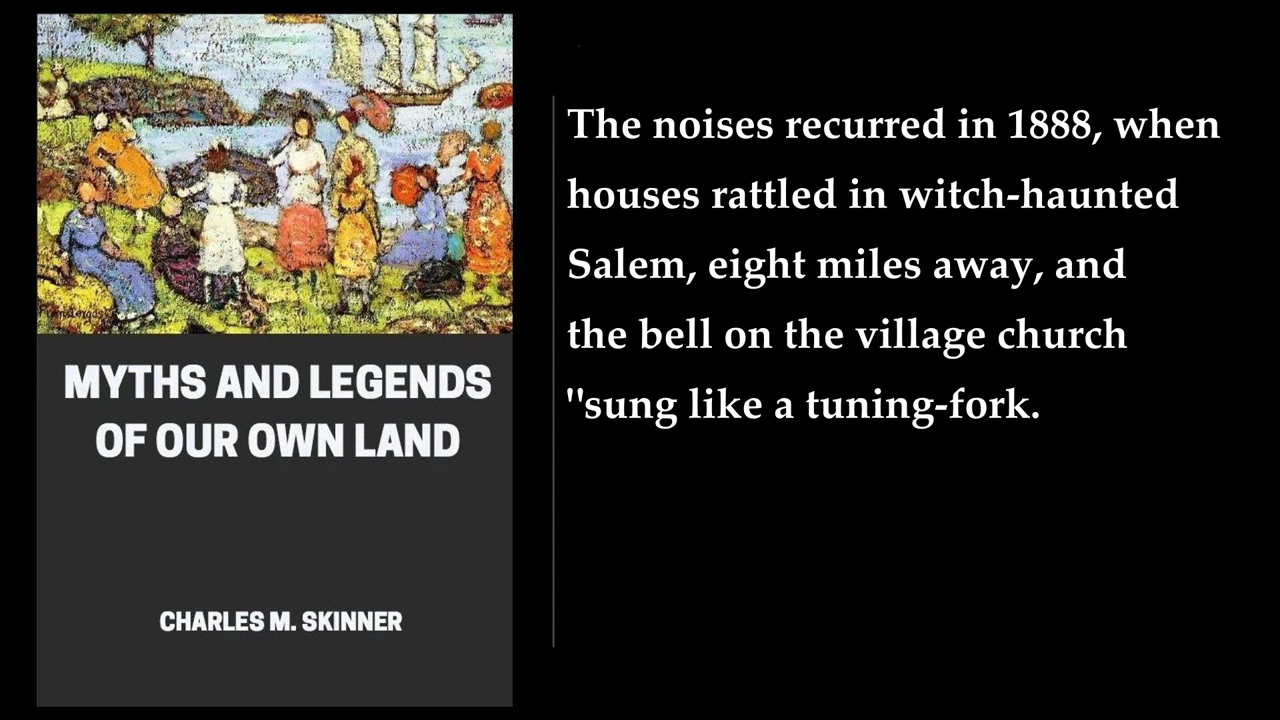 MYTHS AND LEGENDS
OF OUR OWN LAND
CHARLES M. SKINNER
The noises recurred in 1888, when
houses rattled in witch-haunted
Salem, eight miles away, and
the bell on the village church
"sung like a tuning-fork.